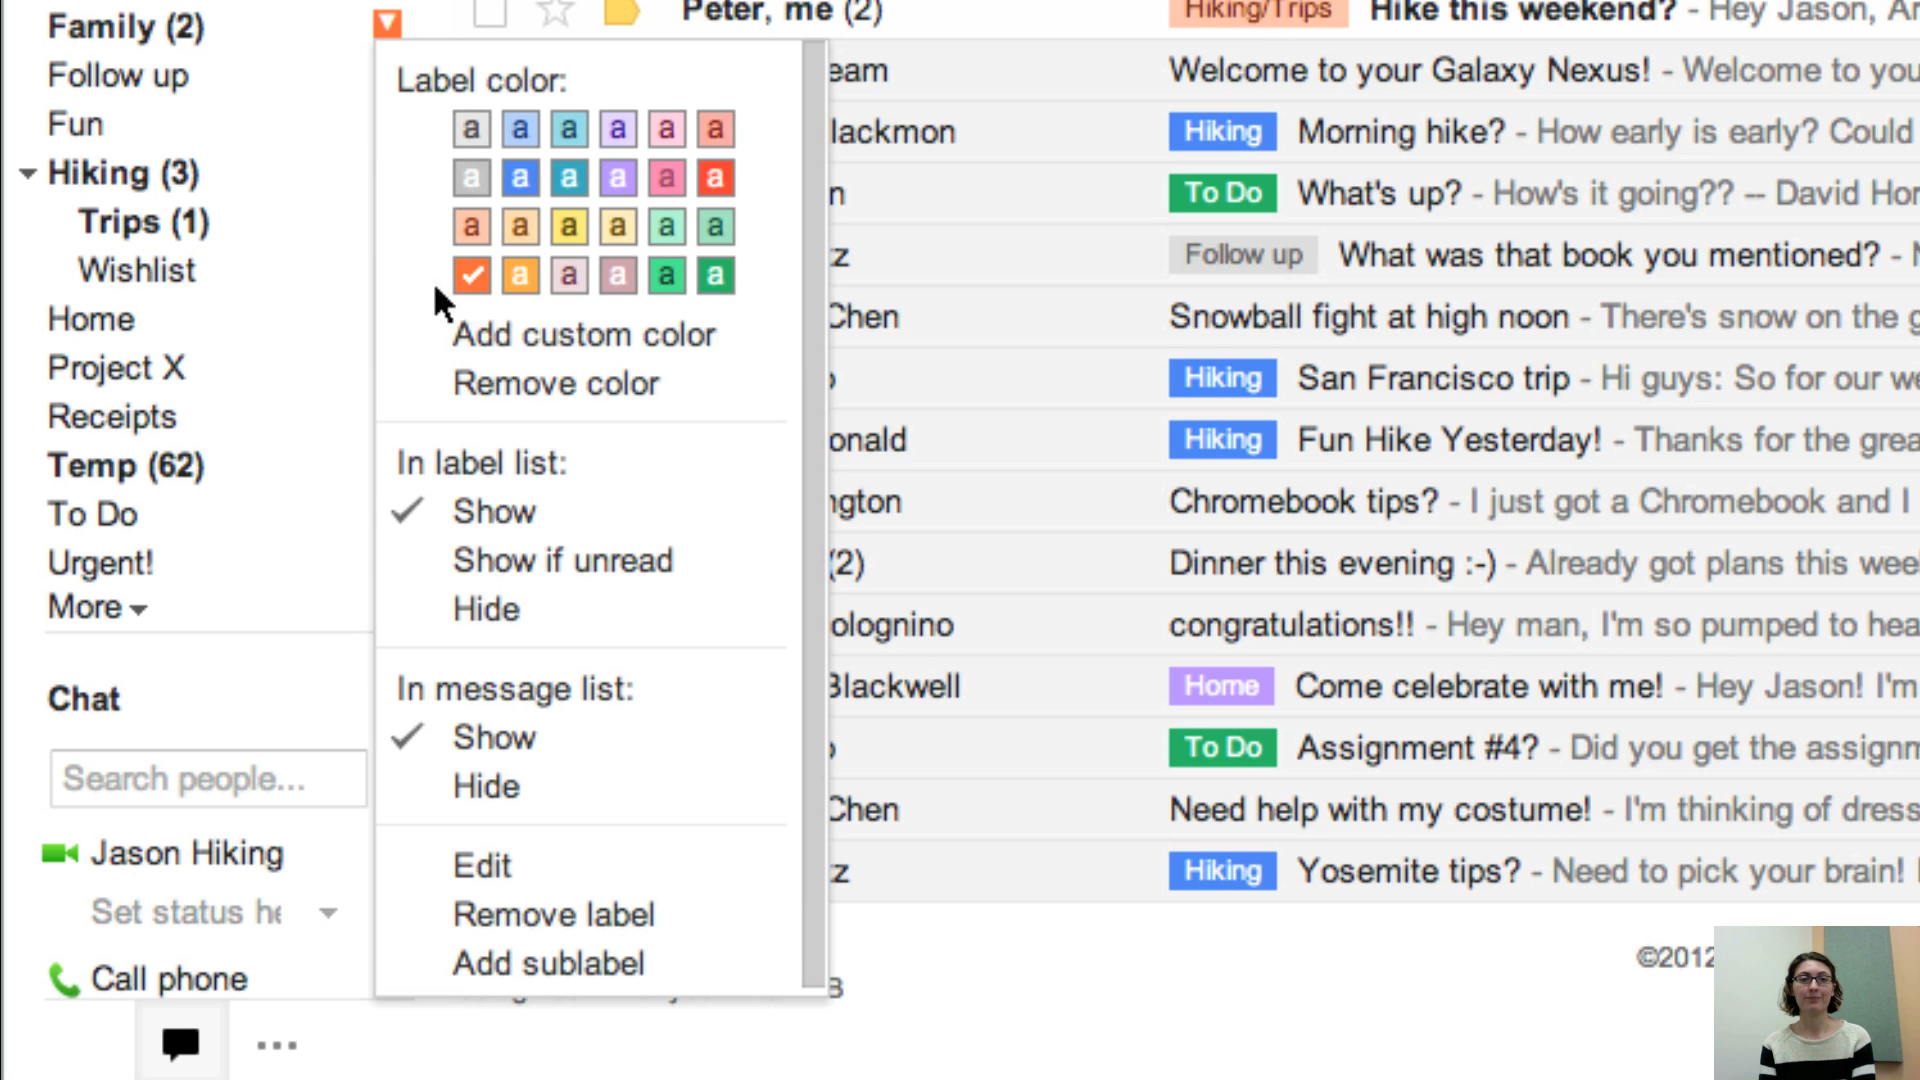 Family (2)
Follow up
Fun
Hiking (3)
Trips (1)
Wishlist
Home
Project X
Receipts
Temp (62)
To Do
Urgent!
More
Chat
Search people...
Jason Hiking
Set status he
Call phone
Label color:
a a a a a a
a a a a a a
a a a a a a
a a a a a
Add custom color
Remove color
In label list:
Show
Show if unread
Hide
In message list:
Show
Hide
Edit
Remove label
Add sublabel
Peter, me (2) Hiking/Trips Hike this weekend? - Hey Jason, Ar
eam Welcome to your Galaxy Nexus! - Welcome to you
lackmon Hiking Morning hike? - How early is early? Could
n To Do What's up? - How's it going?? -- David Hor
tz Follow up What was that book you mentioned? -
Chen Snowball fight at high noon - There's snow on the g
Hiking San Francisco trip - Hi guys: So for our we
onald Hiking Fun Hike Yesterday! - Thanks for the grea
ngton Chromebook tips? - I just got a Chromebook and I
(2) Dinner this evening :-) - Already got plans this wee
olognino congratulations!! - Hey man, I'm so pumped to hea
Blackwell Home Come celebrate with me! - Hey Jason! I'm
To Do Assignment #4? - Did you get the assignm
Chen Need help with my costume! - I'm thinking of dress
tz Hiking Yosemite tips? - Need to pick your brain!
©2012